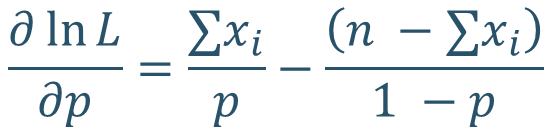 ∂ ln L / ∂p = ∑xᵢ / p − (n − ∑xᵢ) / 1 − p